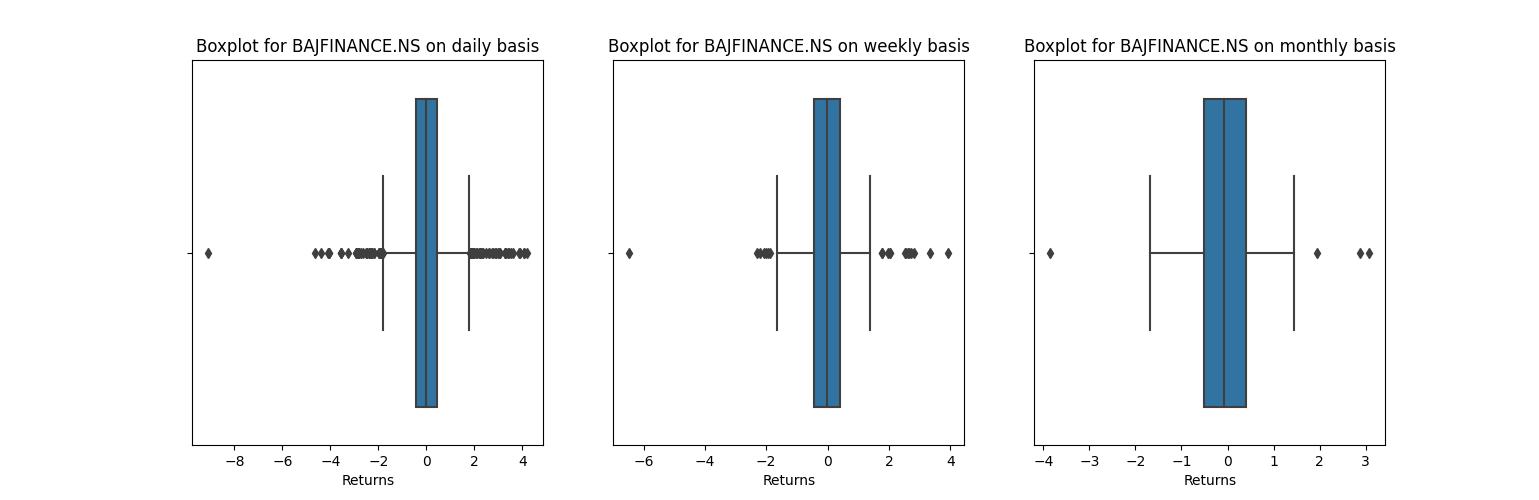 Boxplot for BAJFINANCE.NS on daily basis
Boxplot for BAJFINANCE.NS on weekly basis
Boxplot for BAJFINANCE.NS on monthly basis
−8 −6 −4 −2 0 2 4
−6 −4 −2 0 2 4
−4 −3 −2 −1 0 1 2 3
Returns
Returns
Returns